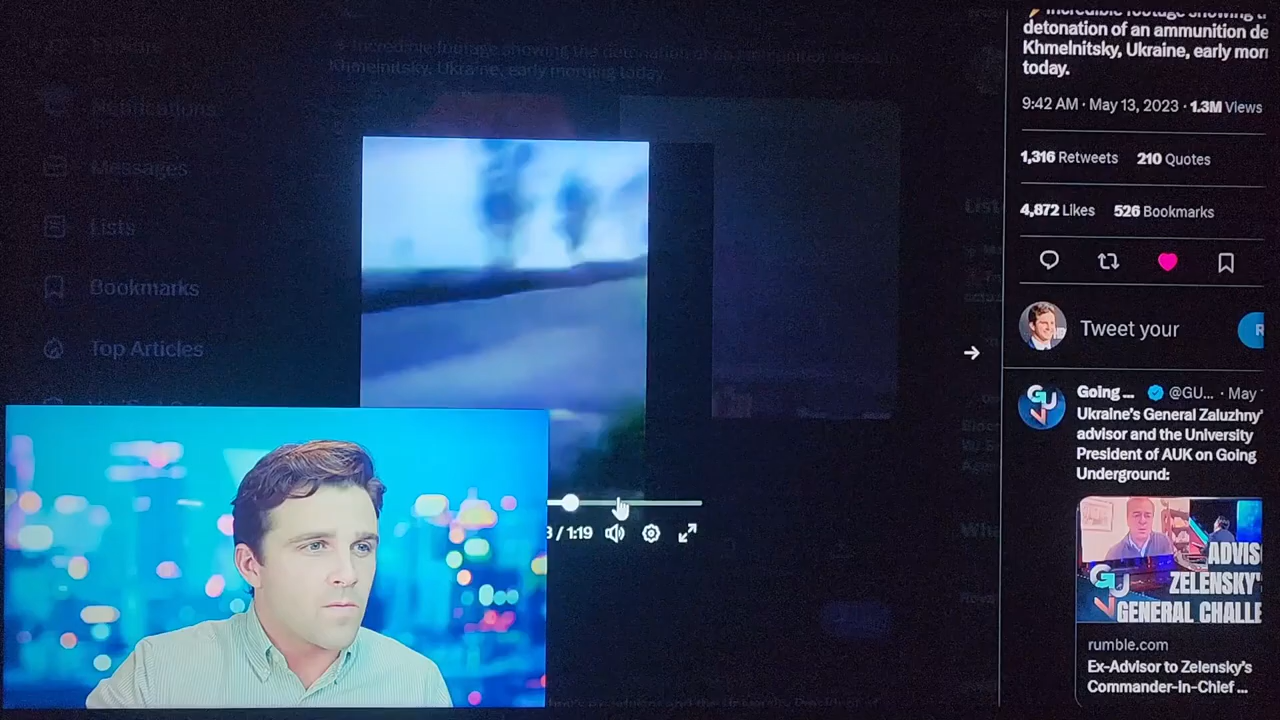 Explore
Notifications
Messages
Lists
Bookmarks
Top Articles
Incredible footage showing the detonation of an ammunition depot in
Khmelnitsky, Ukraine, early morning today.
/ 1:19
Incredible footage showing
detonation of an ammunition de
Khmelnitsky, Ukraine, early mor
today.
9:42 AM · May 13, 2023 · 1.3M Views
1,316 Retweets 210 Quotes
4,872 Likes 526 Bookmarks
Tweet your
R
Going ... @GU... · May
Ukraine's General Zaluzhny'
advisor and the University
President of AUK on Going
Underground:
GU
ADVIS
ZELENSKY'
GENERAL CHALLE
rumble.com
Ex-Advisor to Zelensky's
Commander-In-Chief ...